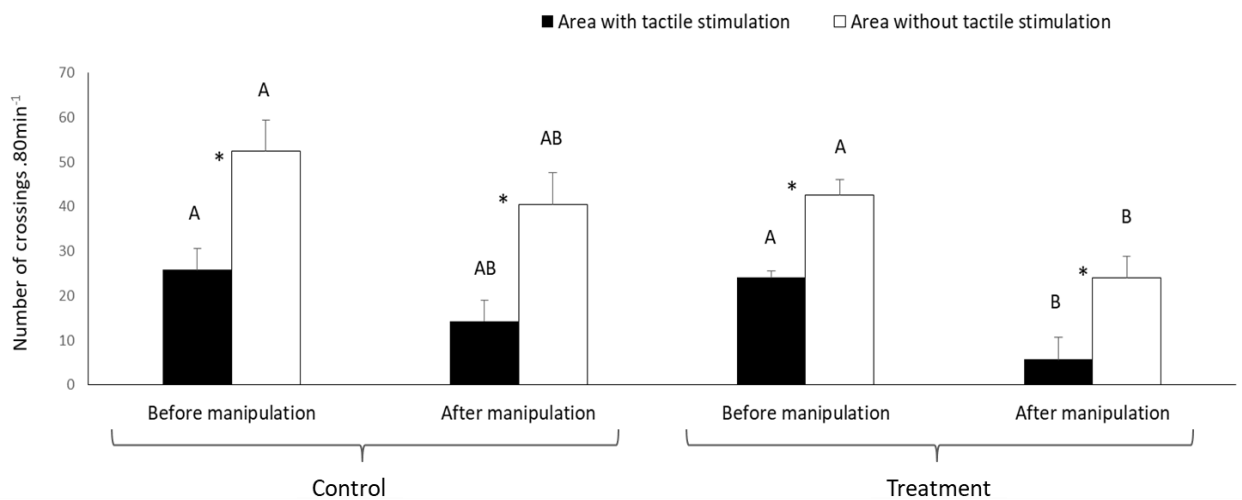 Area with tactile stimulation Area without tactile stimulation
Number of crossings .80min-1
70
60
50
40
30
20
10
0
A
* A
AB
* AB
A
* A
B
* B
Before manipulation After manipulation Before manipulation After manipulation
Control Treatment